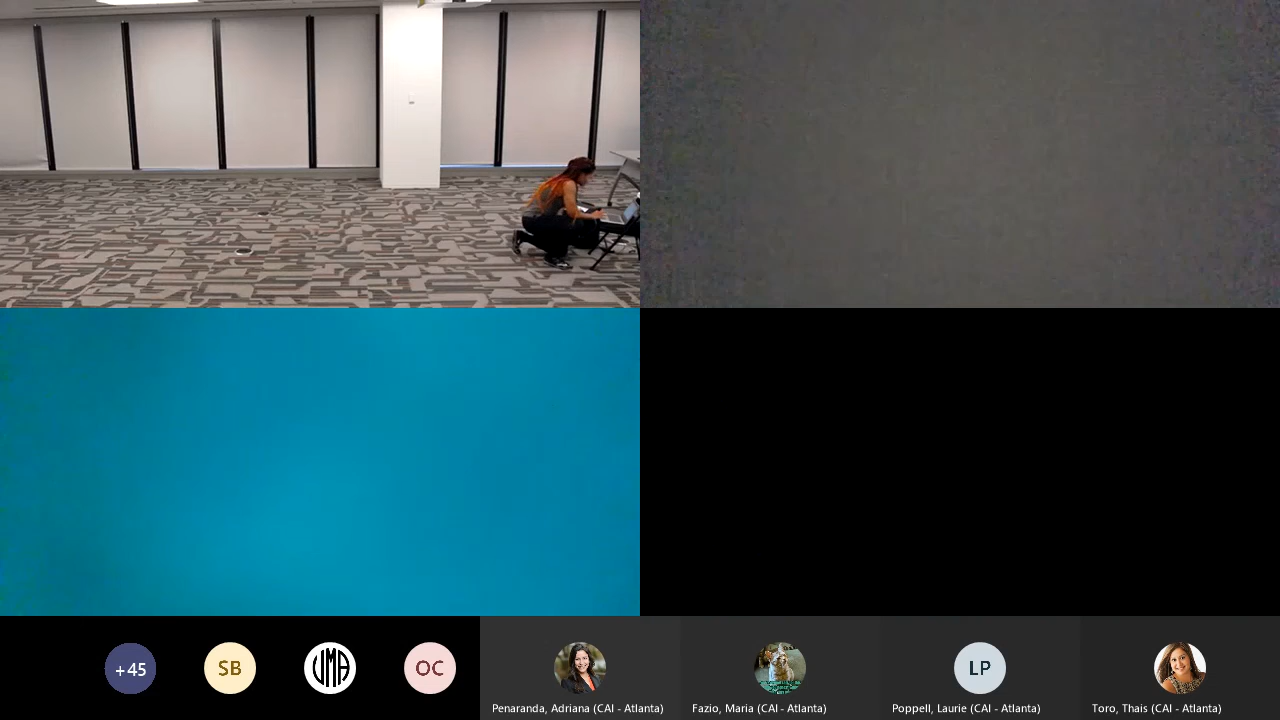 +45
SB
UMA
OC
LP
Penaranda, Adriana (CAI - Atlanta)
Fazio, Maria (CAI - Atlanta)
Poppell, Laurie (CAI - Atlanta)
Toro, Thais (CAI - Atlanta)